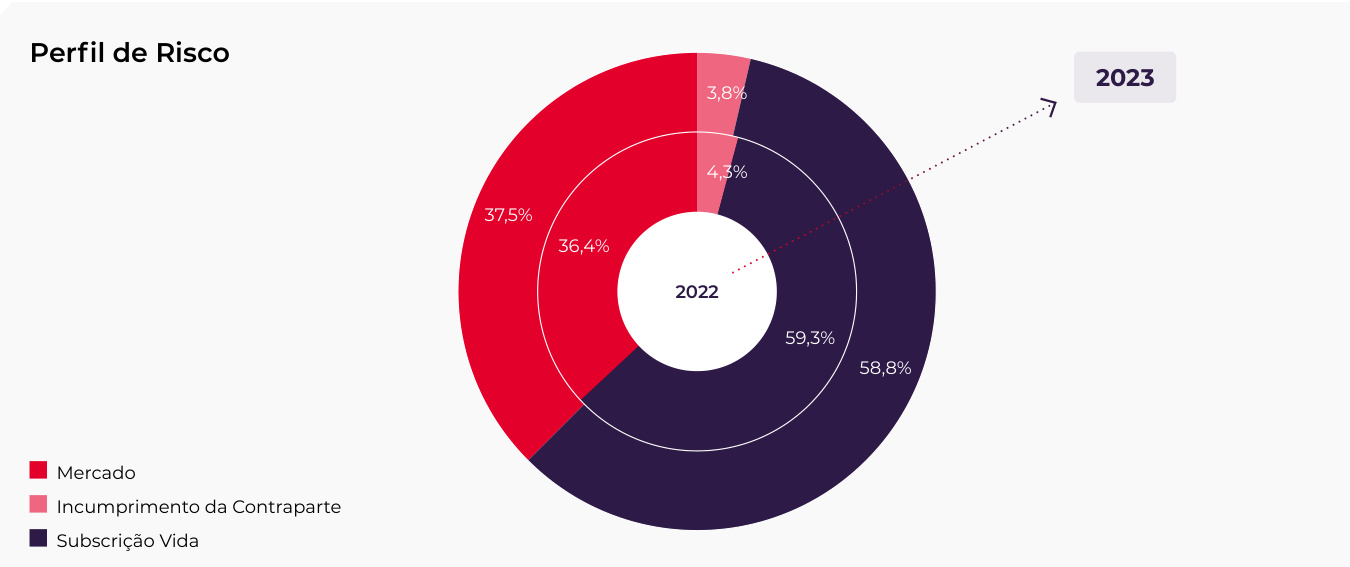 Perfil de Risco
2023
3,8%
4,3%
37,5%
36,4%
2022
59,3%
58,8%
Mercado
Incumprimento da Contraparte
Subscrição Vida